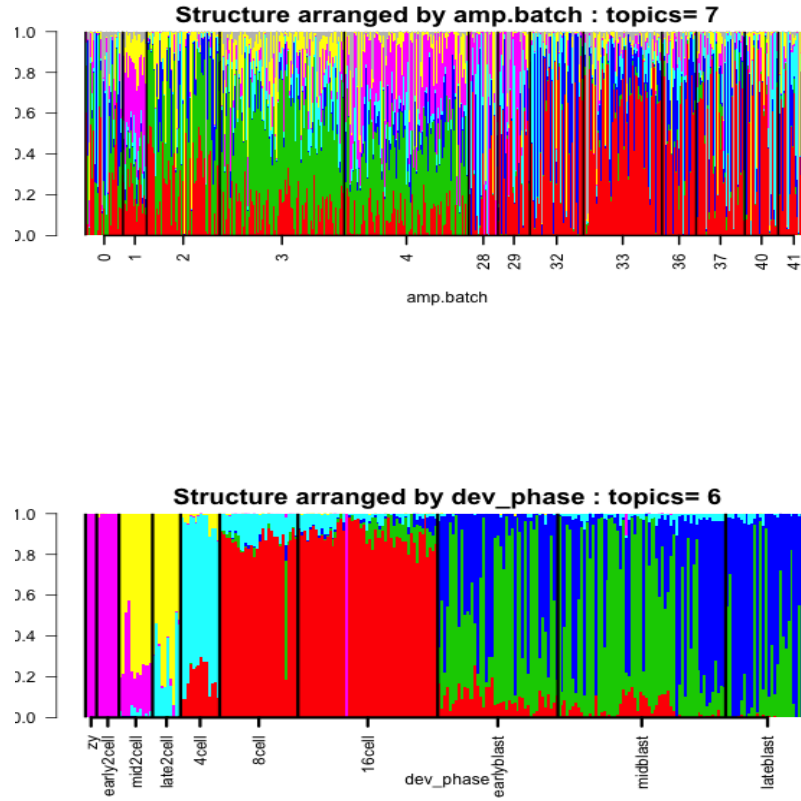 Structure arranged by amp.batch : topics= 7
1.0
0.8
0.6
0.4
0.2
0.0
0 1 2 3 4 28 29 32 33 36 37 40 41
amp.batch
Structure arranged by dev_phase : topics= 6
1.0
0.8
0.6
0.4
0.2
0.0
zy early2cell mid2cell late2cell 4cell 8cell 16cell earlyblast midblast lateblast
dev_phase